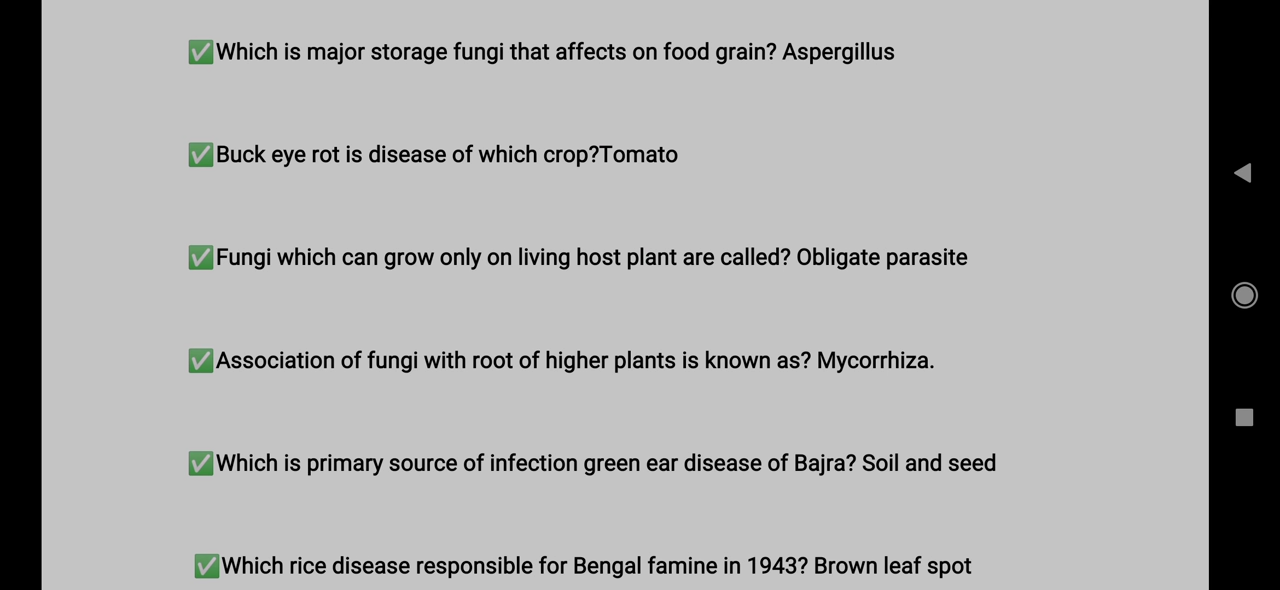 ✅Which is major storage fungi that affects on food grain? Aspergillus
✅Buck eye rot is disease of which crop?Tomato
✅Fungi which can grow only on living host plant are called? Obligate parasite
✅Association of fungi with root of higher plants is known as? Mycorrhiza.
✅Which is primary source of infection green ear disease of Bajra? Soil and seed
✅Which rice disease responsible for Bengal famine in 1943? Brown leaf spot